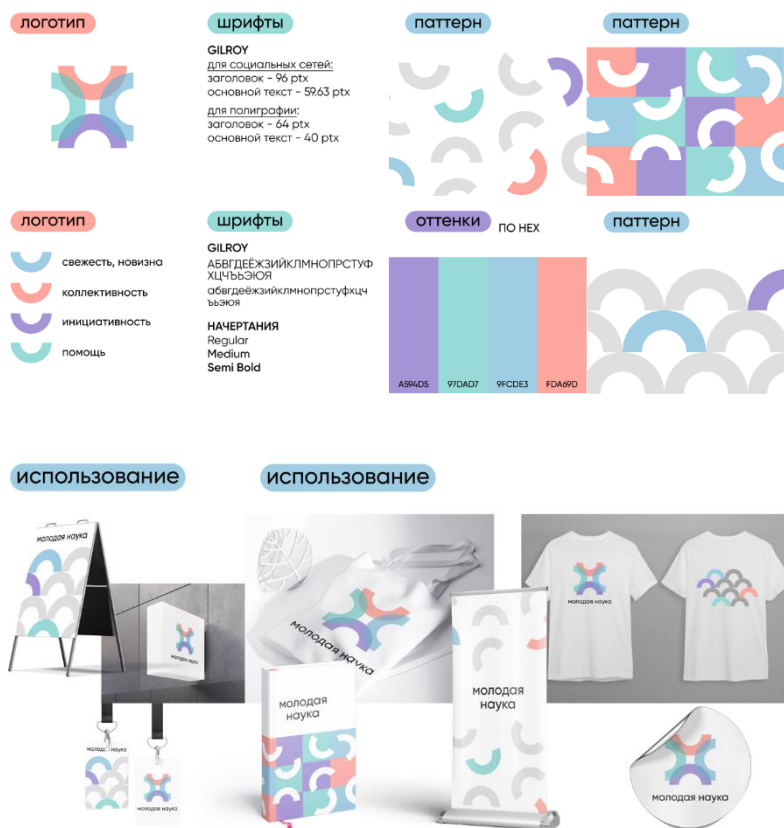 логотип
шрифты
GILROY
для социальных сетей:
заголовок - 96 ptx
основной текст - 59.63 ptx
для полиграфии:
заголовок - 64 ptx
основной текст - 40 ptx
паттерн
паттерн
логотип
свежесть, новизна
коллективность
инициативность
помощь
шрифты
GILROY
АБВГДЕЁЖЗИЙКЛМНОПРСТУФ
ХЦЧЪЬЭЮЯ
абвгдеёжзийклмнопрстуфхцч
ъьэюя
НАЧЕРТАНИЯ
Regular
Medium
Semi Bold
оттенки ПО HEX
A594D5
97DAD7
9FCDE3
FDA69D
паттерн
использование
использование
молодая наука
молодая наука
молодая наука
молодая наука
молодая наука
молодая
наука
молодая
наука
молодая наука
молодая наука